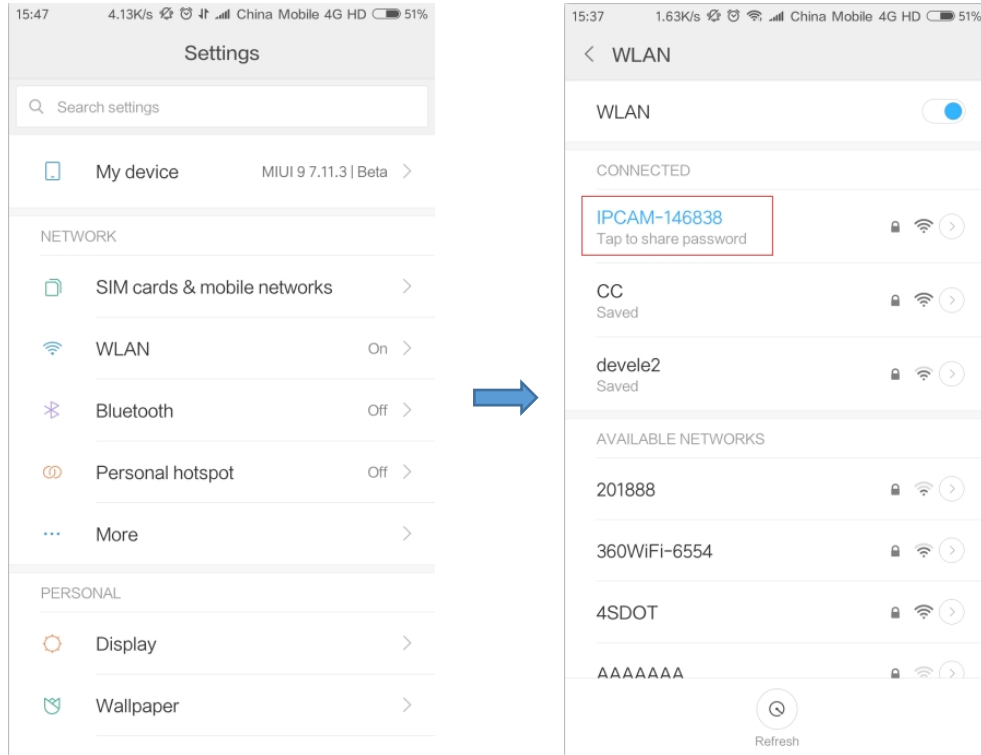 15:47 4.13K/s China Mobile 4G HD 51%
Settings
Search settings
My device MIUI 9 7.11.3 | Beta
NETWORK
SIM cards & mobile networks
WLAN On
Bluetooth Off
Personal hotspot Off
More
PERSONAL
Display
Wallpaper
15:37 1.63K/s China Mobile 4G HD 51%
WLAN
WLAN
CONNECTED
IPCAM-146838
Tap to share password
CC
Saved
devele2
Saved
AVAILABLE NETWORKS
201888
360WiFi-6554
4SDOT
AAAAAAA
Refresh